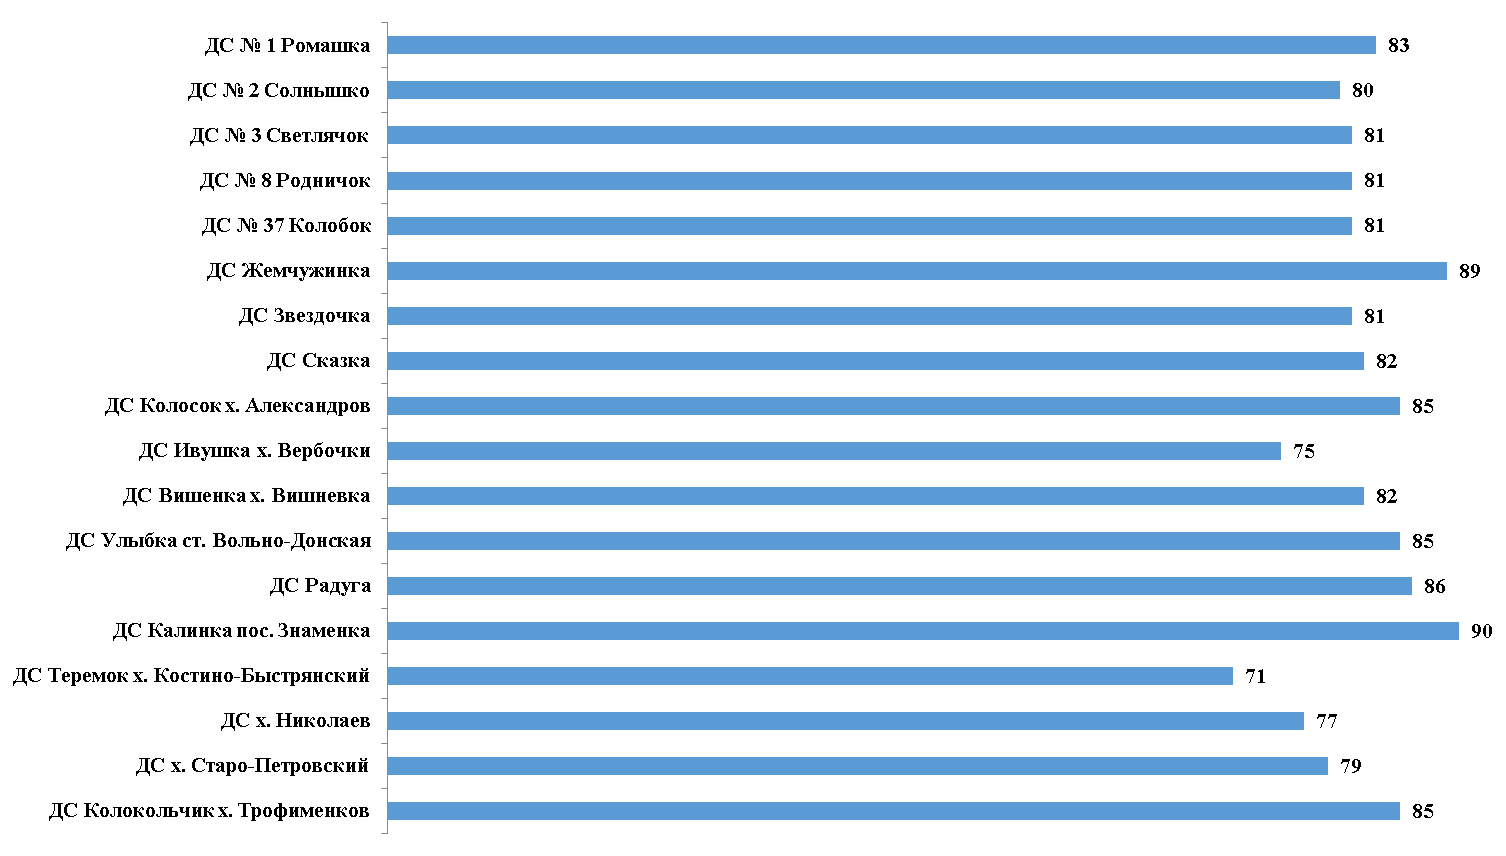 ДС № 1 Ромашка 83
ДС № 2 Солнышко 80
ДС № 3 Светлячок 81
ДС № 8 Родничок 81
ДС № 37 Колобок 81
ДС Жемчужинка 89
ДС Звездочка 81
ДС Сказка 82
ДС Колосок х. Александров 85
ДС Ивушка х. Вербочки 75
ДС Вишенка х. Вишневка 82
ДС Улыбка ст. Вольно-Донская 85
ДС Радуга 86
ДС Калинка пос. Знаменка 90
ДС Теремок х. Костино-Быстрянский 71
ДС х. Николаев 77
ДС х. Старо-Петровский 79
ДС Колокольчик х. Трофименков 85